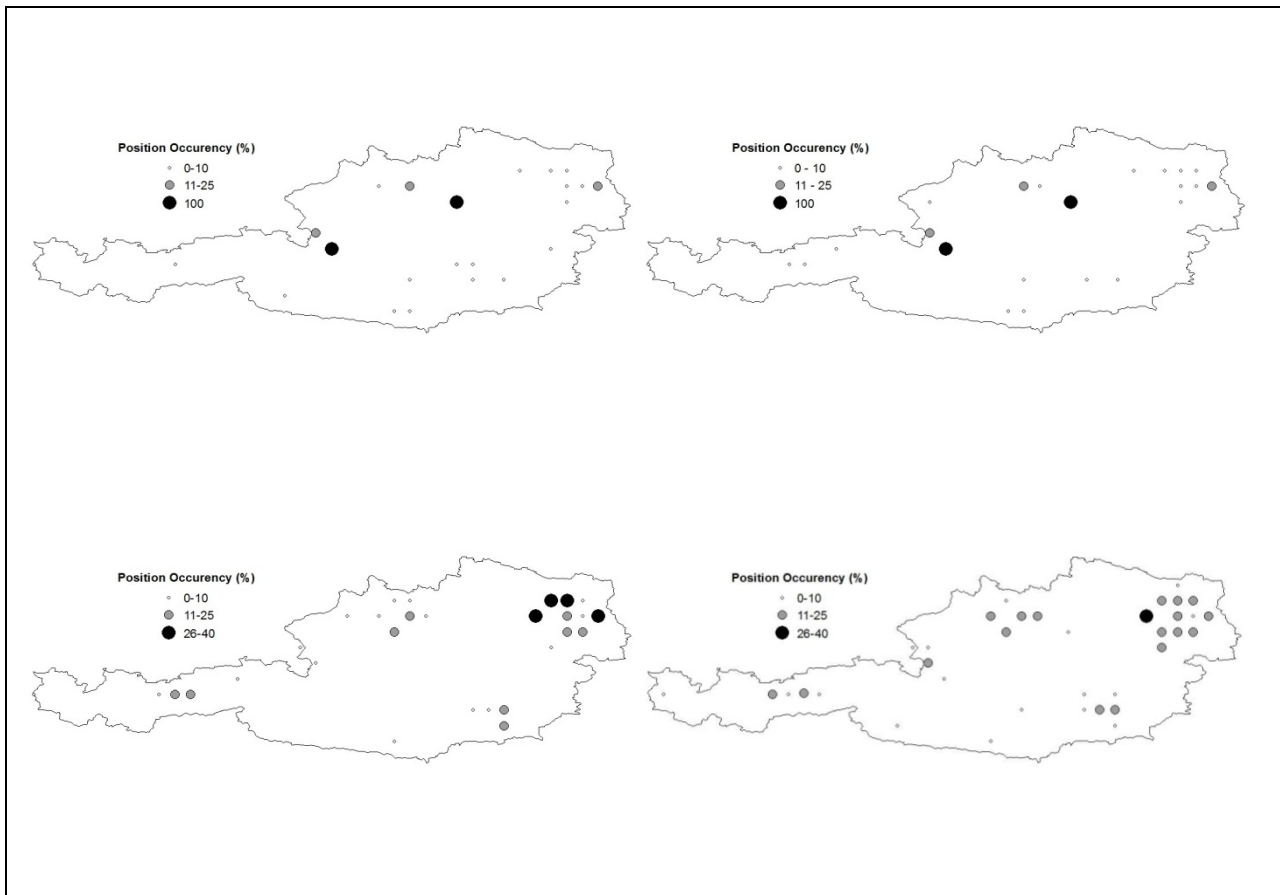 Position Occurency (%)
0-10
11-25
100
Position Occurency (%)
0 - 10
11 - 25
100
Position Occurency (%)
0-10
11-25
26-40
Position Occurency (%)
0-10
11-25
26-40